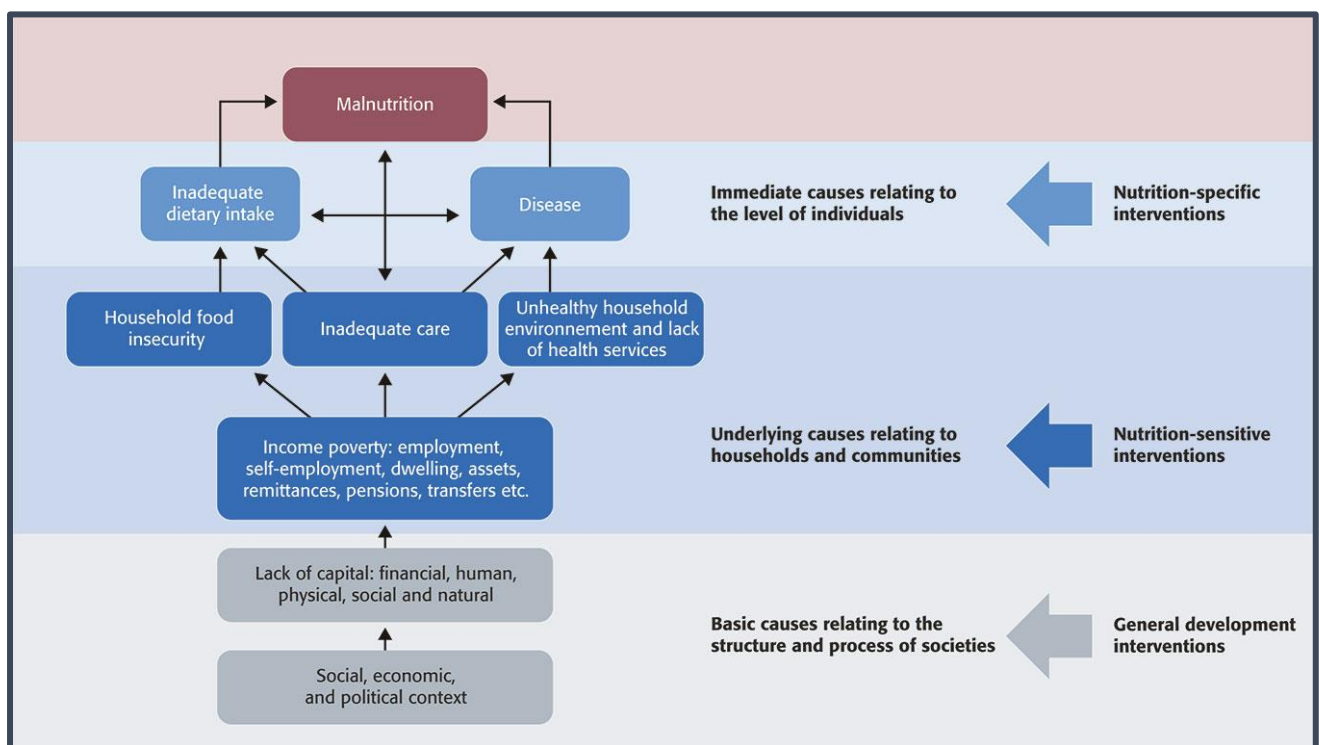 Malnutrition
Inadequate
dietary intake
Disease
Immediate causes relating to
the level of individuals
Nutrition-specific
interventions
Household food
insecurity
Inadequate care
Unhealthy household
environnement and lack
of health services
Income poverty: employment,
self-employment, dwelling, assets,
remittances, pensions, transfers etc.
Underlying causes relating to
households and communities
Nutrition-sensitive
interventions
Lack of capital: financial, human,
physical, social and natural
Social, economic,
and political context
Basic causes relating to the
structure and process of societies
General development
interventions